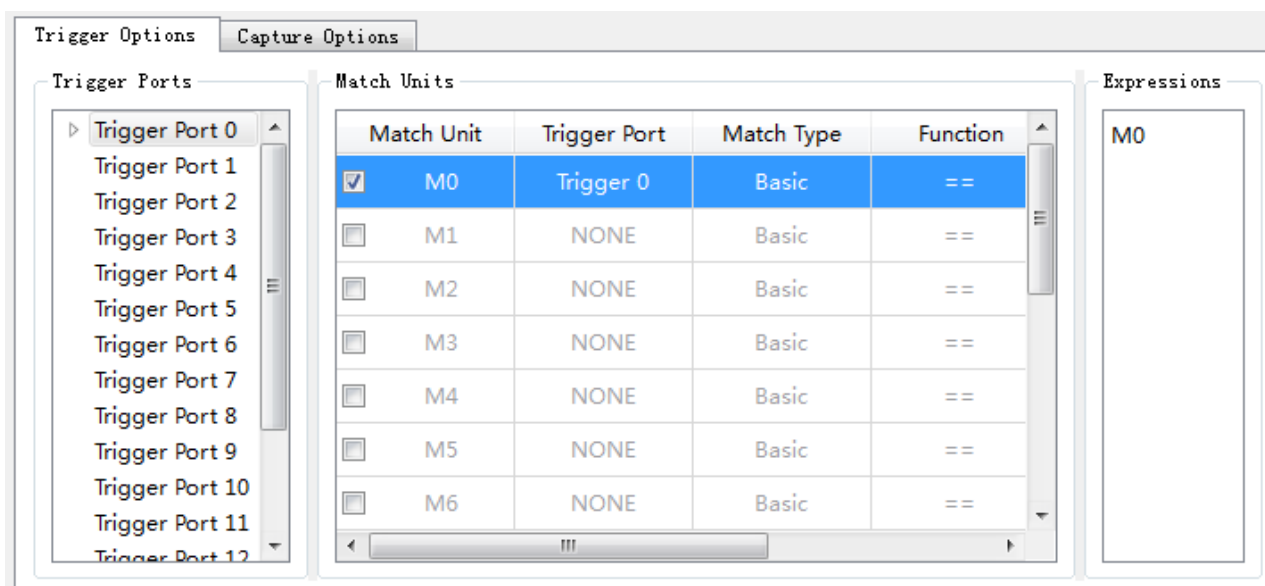 Trigger Options Capture Options
Trigger Ports
Trigger Port 0
Trigger Port 1
Trigger Port 2
Trigger Port 3
Trigger Port 4
Trigger Port 5
Trigger Port 6
Trigger Port 7
Trigger Port 8
Trigger Port 9
Trigger Port 10
Trigger Port 11
Trigger Port 12
Match Units
Match Unit Trigger Port Match Type Function
M0 Trigger 0 Basic ==
M1 NONE Basic ==
M2 NONE Basic ==
M3 NONE Basic ==
M4 NONE Basic ==
M5 NONE Basic ==
M6 NONE Basic ==
Expressions
M0